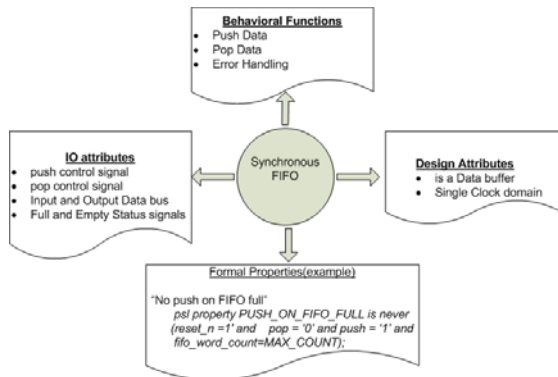 Behavioral Functions
Push Data
Pop Data
Error Handling
IO attributes
push control signal
pop control signal
Input and Output Data bus
Full and Empty Status signals
Synchronous
FIFO
Design Attributes
is a Data buffer
Single Clock domain
Formal Properties(example)
“No push on FIFO full”
psl property PUSH_ON_FIFO_FULL is never
(reset_n =1' and pop = ‘0’ and push = ‘1’ and
fifo_word_count=MAX_COUNT);